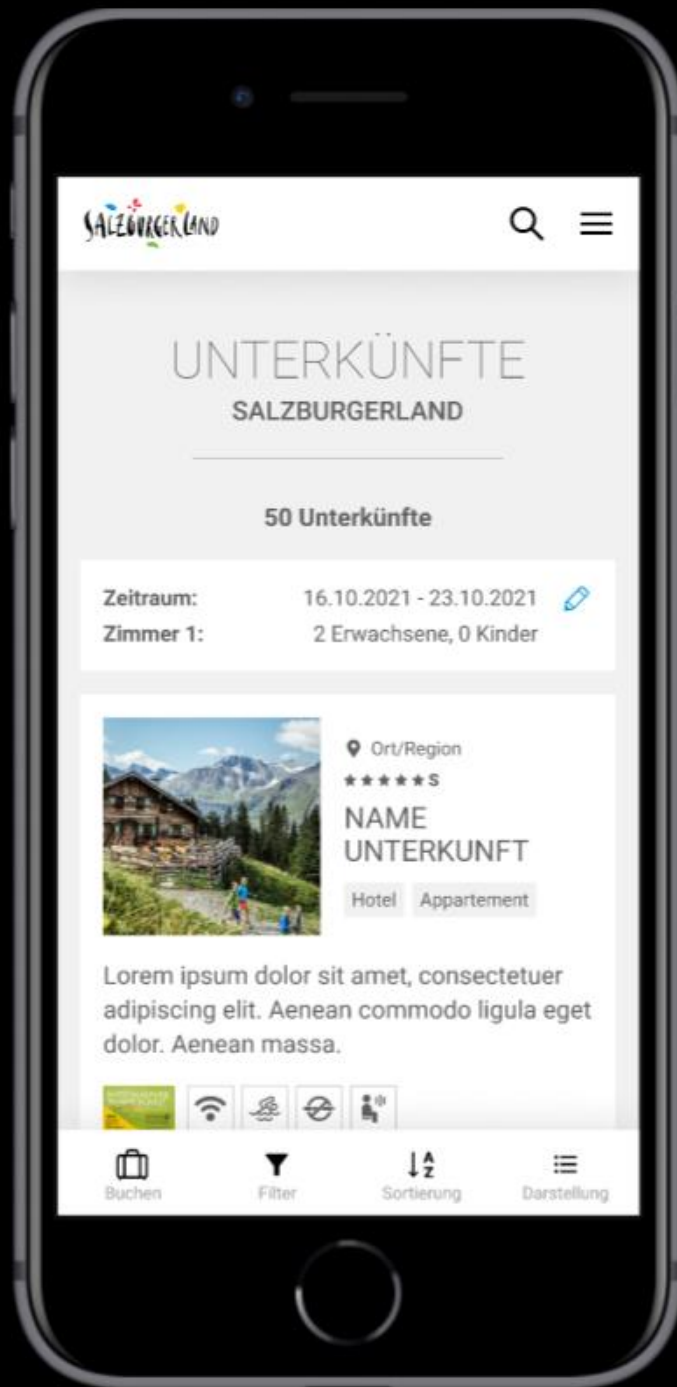 SALZBURGERLAND
UNTERKÜNFTE
SALZBURGERLAND
50 Unterkünfte
Zeitraum: 16.10.2021 - 23.10.2021
Zimmer 1: 2 Erwachsene, 0 Kinder
Ort/Region
★★★★★S
NAME
UNTERKUNFT
Hotel Appartement
Lorem ipsum dolor sit amet, consectetuer
adipiscing elit. Aenean commodo ligula eget
dolor. Aenean massa.
A
Z
Buchen Filter Sortierung Darstellung